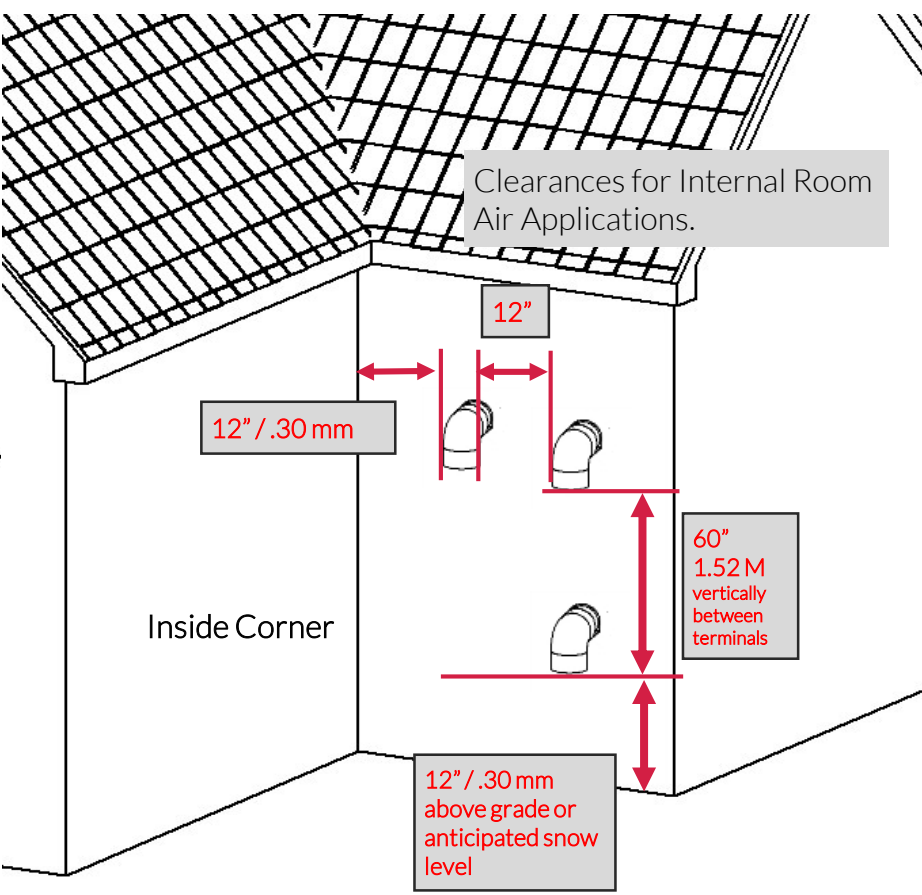 Clearances for Internal Room
Air Applications.
12”
12” / .30 mm
60”
1.52 M
vertically
between
terminals
Inside Corner
12” / .30 mm
above grade or
anticipated snow
level